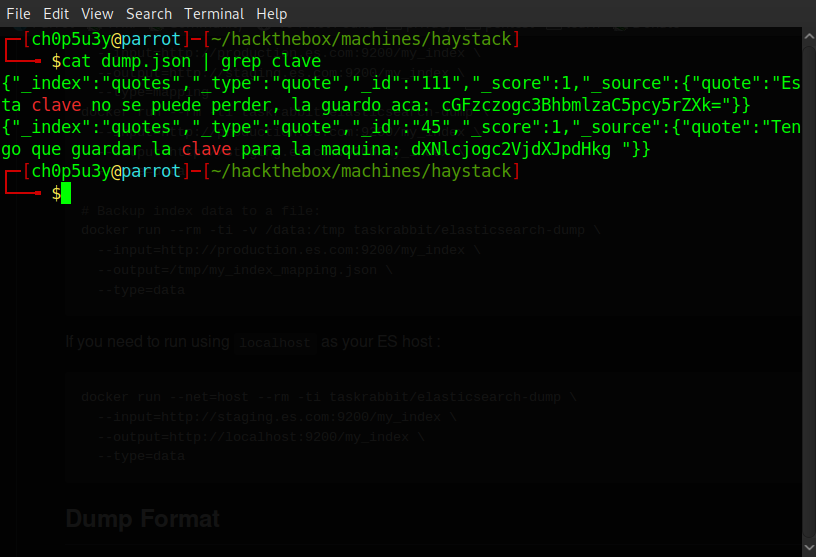 File Edit View Search Terminal Help
┌─[ch0p5u3y@parrot]─[~/hackthebox/machines/haystack]
└──╼ $cat dump.json | grep clave
{"_index":"quotes","_type":"quote","_id":"111","_score":1,"_source":{"quote":"Es
ta clave no se puede perder, la guardo aca: cGFzczogc3BhbmlzaC5pcy5rZXk="}}
{"_index":"quotes","_type":"quote","_id":"45","_score":1,"_source":{"quote":"Ten
go que guardar la clave para la maquina: dXNlcjogc2VjdXJpdHkg "}}
┌─[ch0p5u3y@parrot]─[~/hackthebox/machines/haystack]
└──╼ $
# Backup index data to a file:
docker run --rm -ti -v /data:/tmp taskrabbit/elasticsearch-dump \
--input=http://production.es.com:9200/my_index \
--output=/tmp/my_index_mapping.json \
--type=data
If you need to run using localhost as your ES host :
docker run --net=host --rm -ti taskrabbit/elasticsearch-dump \
--input=http://staging.es.com:9200/my_index \
--output=http://localhost:9200/my_index \
--type=data
Dump Format